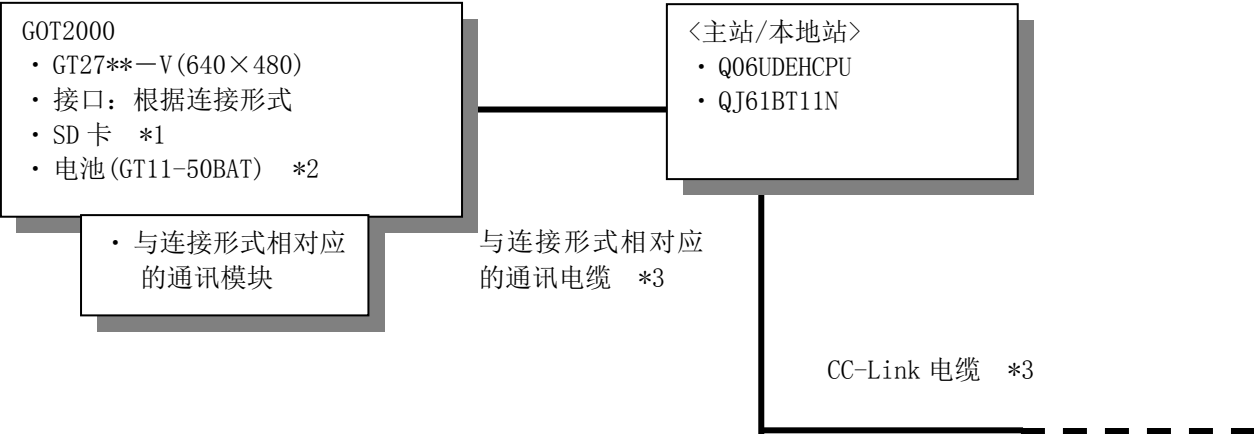 GOT2000
・GT27**－V(640×480)
・接口：根据连接形式
・SD 卡 *1
・电池(GT11-50BAT) *2
・与连接形式相对应
的通讯模块
与连接形式相对应
的通讯电缆 *3
<主站/本地站>
・Q06UDEHCPU
・QJ61BT11N
CC-Link 电缆 *3